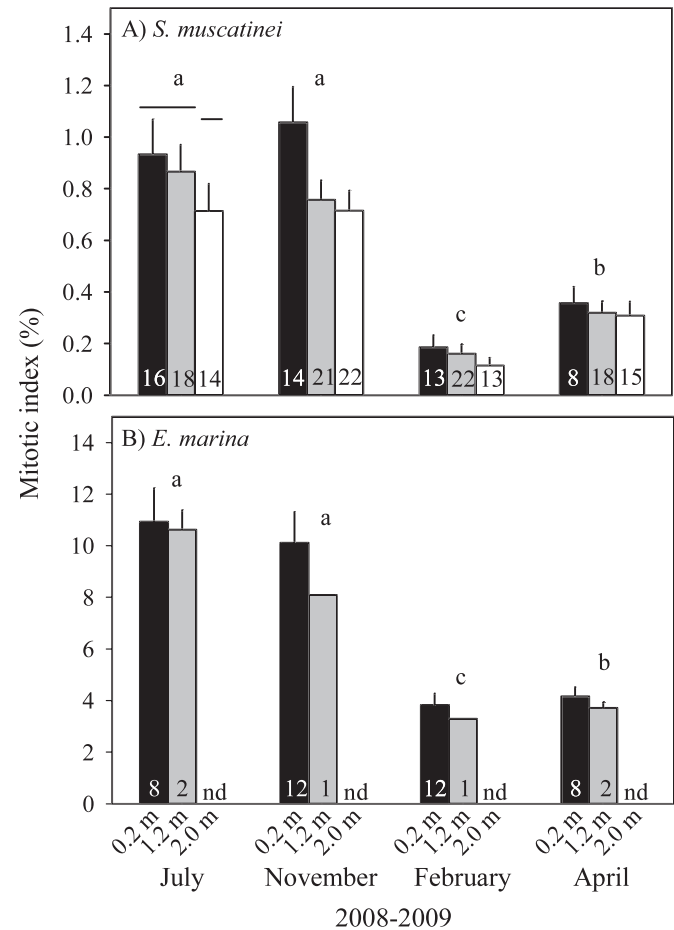 A) S. muscatinei
1.4
1.2
1.0
0.8
0.6
0.4
0.2
0.0
a
a
c
b
16 18 14
14 21 22
13 22 13
8 18 15
Mitotic index (%)
B) E. marina
14
12
10
8
6
4
2
0
a
a
c
b
8 2 nd
12 1 nd
12 1 nd
8 2 nd
0.2 m 1.2 m 2.0 m
0.2 m 1.2 m 2.0 m
0.2 m 1.2 m 2.0 m
0.2 m 1.2 m 2.0 m
July November February April
2008-2009